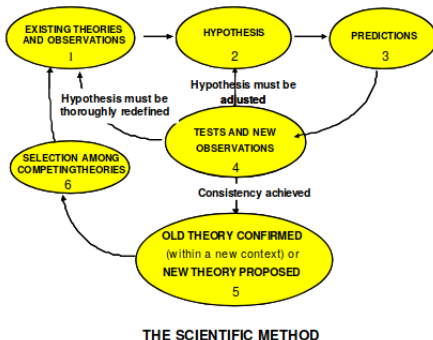 EXISTING THEORIES
AND OBSERVATIONS
1
HYPOTHESIS
2
PREDICTIONS
3
Hypothesis must be
adjusted
Hypothesis must be
thoroughly redefined
TESTS AND NEW
OBSERVATIONS
4
SELECTION AMONG
COMPETINGTHEORIES
6
Consistency achieved
OLD THEORY CONFIRMED
(within a new context) or
NEW THEORY PROPOSED
5
THE SCIENTIFIC METHOD